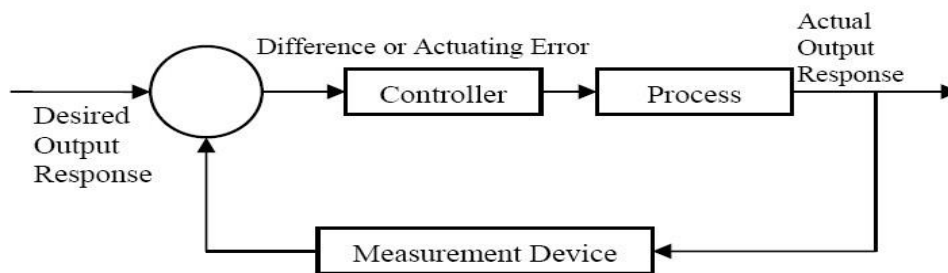 Actual
Output
Response
Difference or Actuating Error
Controller
Process
Desired
Output
Response
Measurement Device